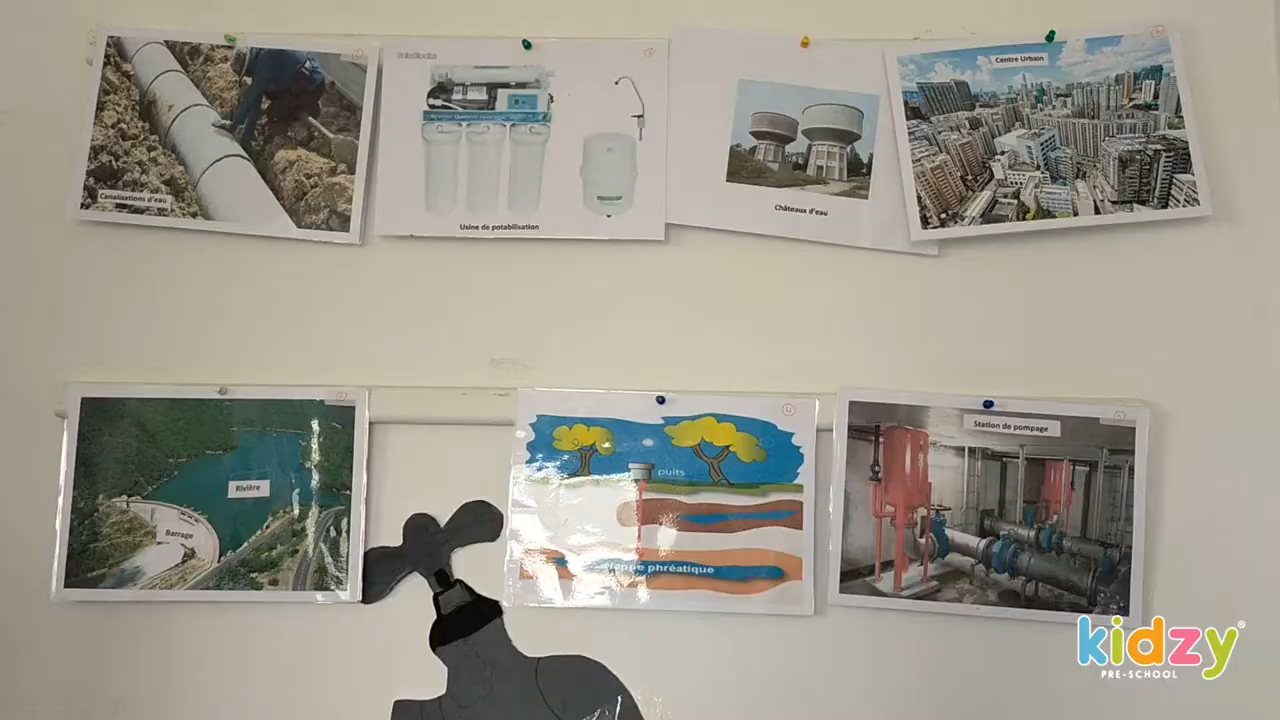 Canalisations d'eau
Usine de potabilisation
Châteaux d'eau
Centre Urbain
Rivière
Barrage
puits
Nappe phréatique
Station de pompage
kidzy
PRE-SCHOOL